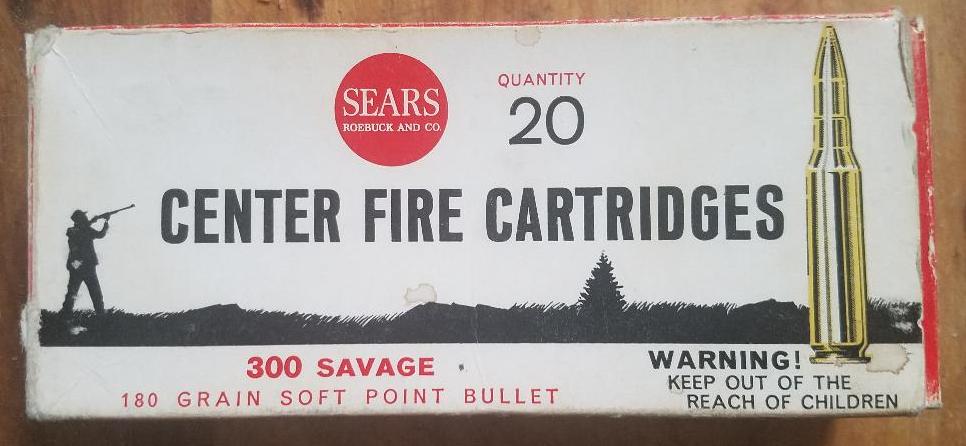 SEARS
ROEBUCK AND CO.
QUANTITY
20
CENTER FIRE CARTRIDGES
300 SAVAGE
180 GRAIN SOFT POINT BULLET
WARNING!
KEEP OUT OF THE
REACH OF CHILDREN